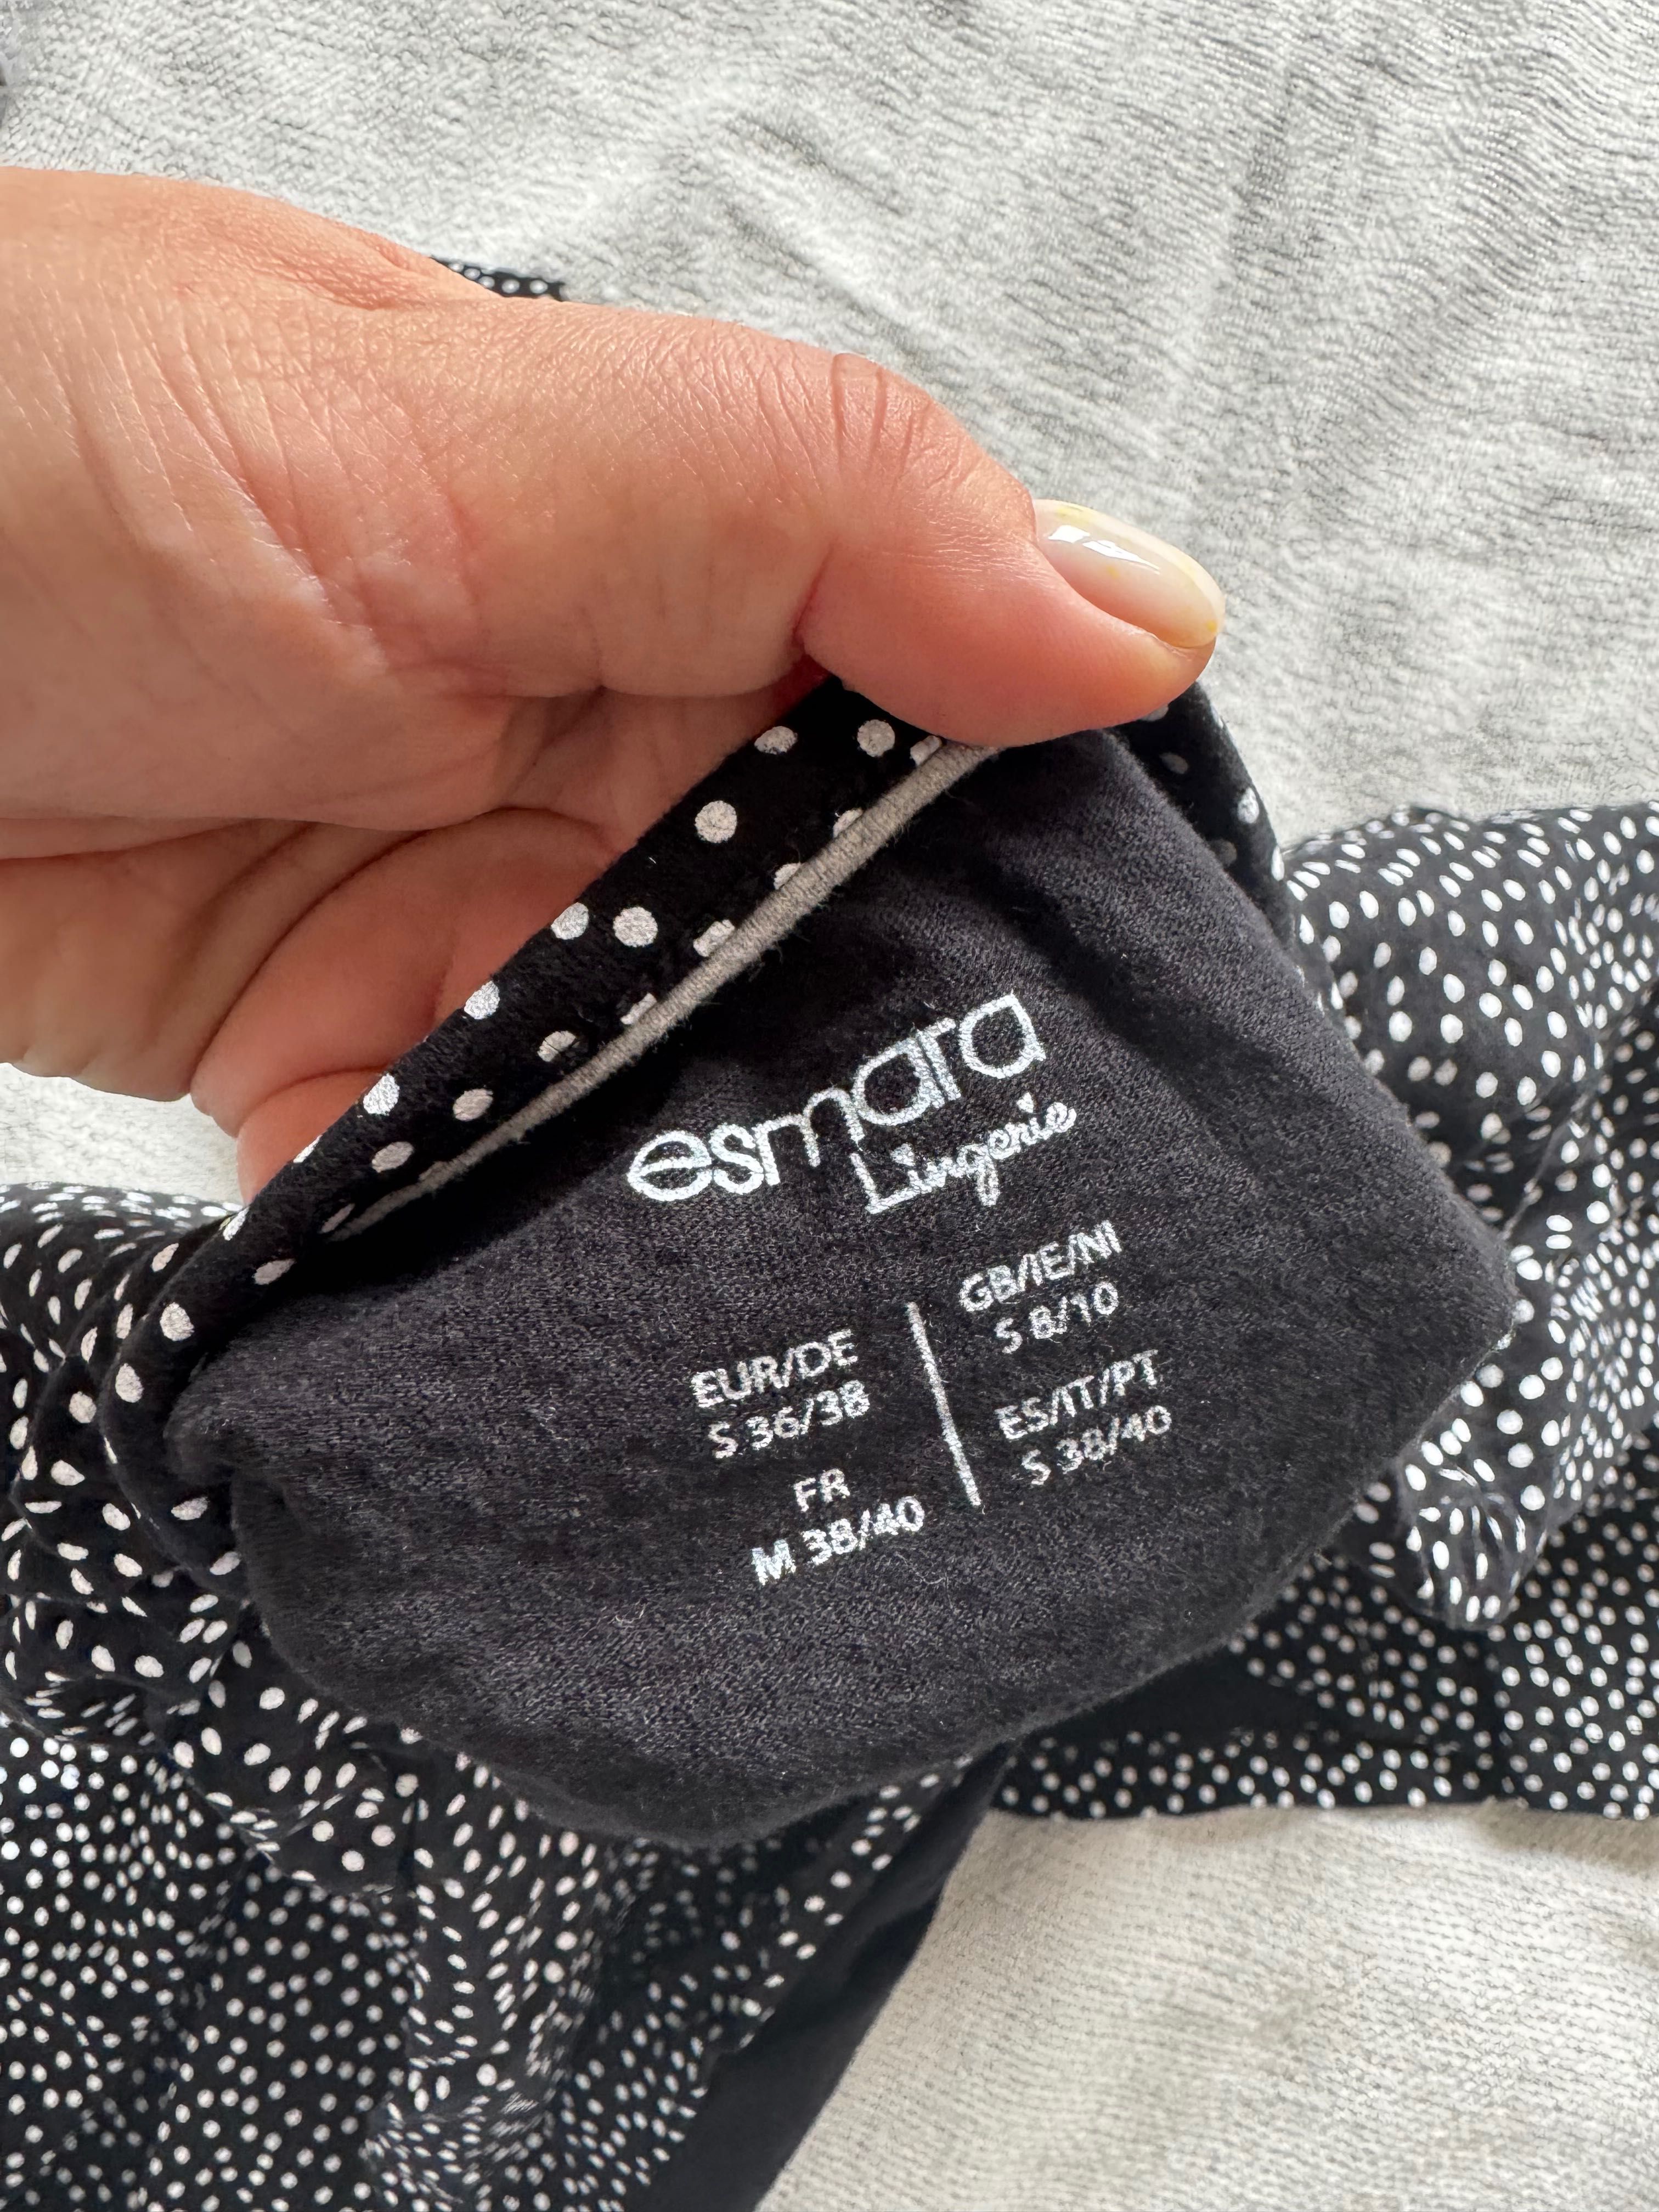 esmara
Lingerie
EUR/DE
S 36/38
FR
M 38/40
GB/IE/NI
S 8/10
ES/IT/PT
S 38/40